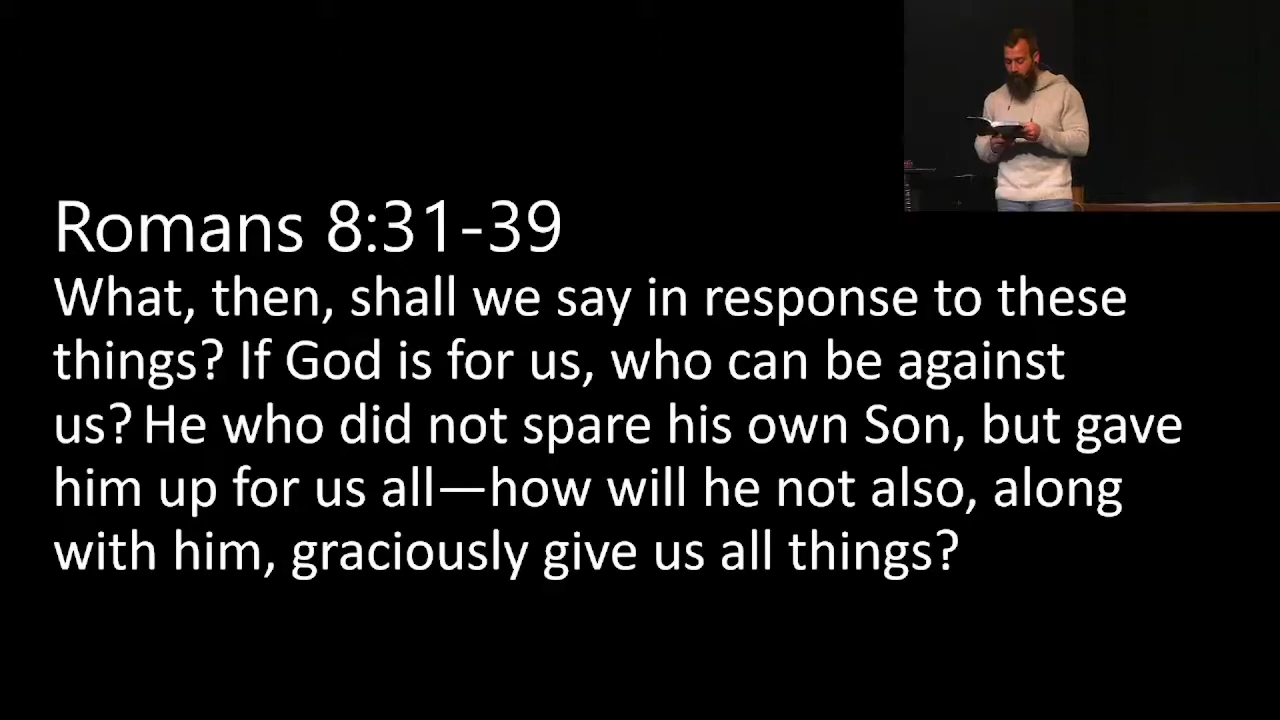 Romans 8:31-39
What, then, shall we say in response to these
things? If God is for us, who can be against
us? He who did not spare his own Son, but gave
him up for us all—how will he not also, along
with him, graciously give us all things?